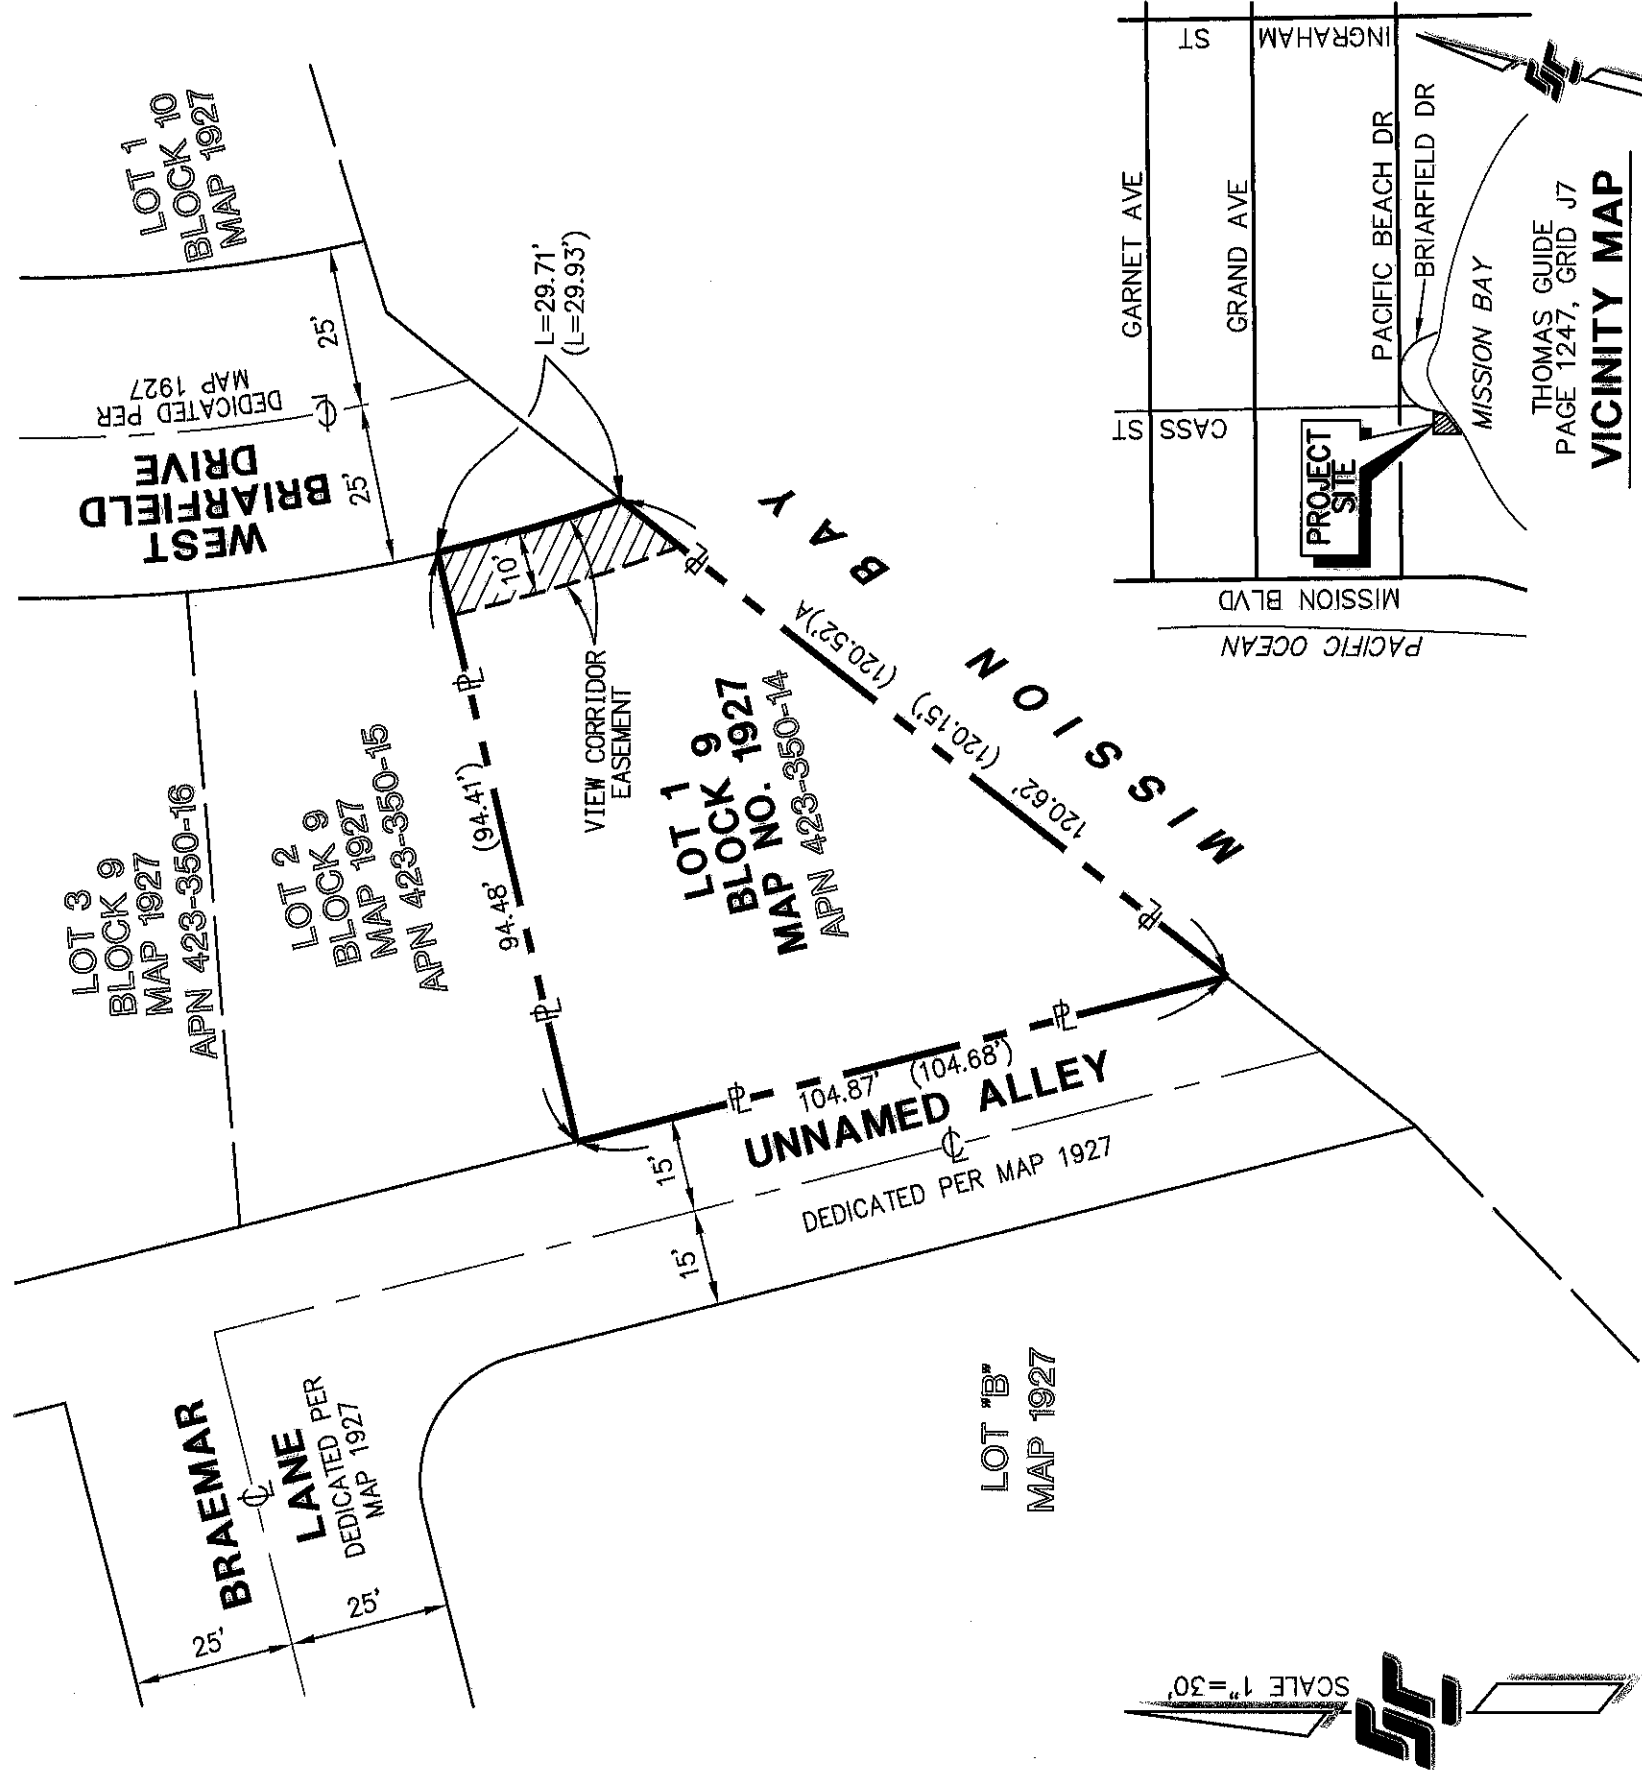 LOT 1
BLOCK 10
MAP 1927
25'
25'
DEDICATED PER
MAP 1927
WEST
BRIARFIELD
DRIVE
L=29.71'
(L=29.93')
10'
VIEW CORRIDOR
EASEMENT
LOT 3
BLOCK 9
MAP 1927
APN 423-350-16
LOT 2
BLOCK 9
MAP 1927
APN 423-350-15
94.48' (94.41')
LOT 1
BLOCK 9
MAP NO. 1927
APN 423-350-14
120.62' (120.15') (120.52')A
MISSION BAY
104.87' (104.68')
UNNAMED ALLEY
DEDICATED PER MAP 1927
15'
15'
BRAEMAR
LANE
DEDICATED PER
MAP 1927
25'
25'
LOT "B"
MAP 1927
SCALE 1"=30'
INGRAHAM ST
GARNET AVE
GRAND AVE
PACIFIC BEACH DR
BRIARFIELD DR
CASS ST
PROJECT
SITE
MISSION BAY
MISSION BLVD
PACIFIC OCEAN
THOMAS GUIDE
PAGE 1247, GRID J7
VICINITY MAP